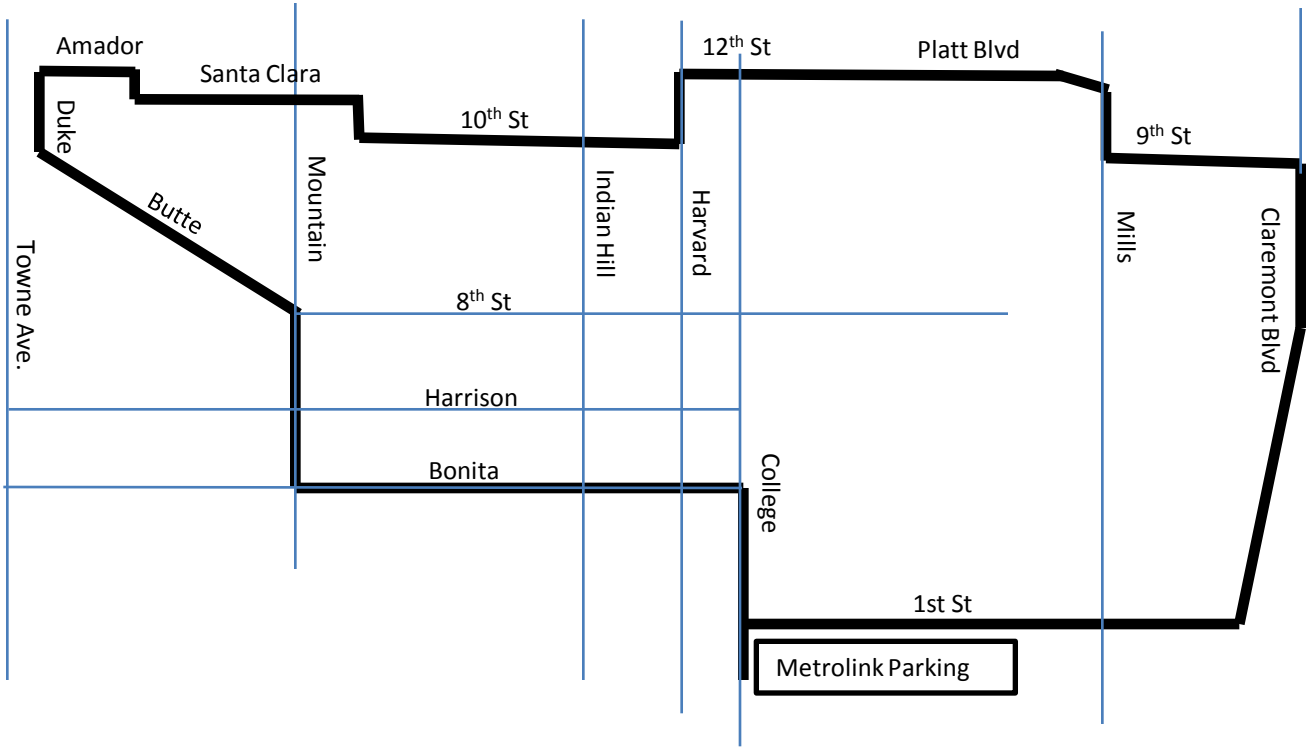 Amador
Santa Clara
12th St
Platt Blvd
Duke
10th St
9th St
Mountain
Indian Hill
Harvard
Butte
Mills
Claremont Blvd
Towne Ave.
8th St
Harrison
Bonita
College
1st St
Metrolink Parking